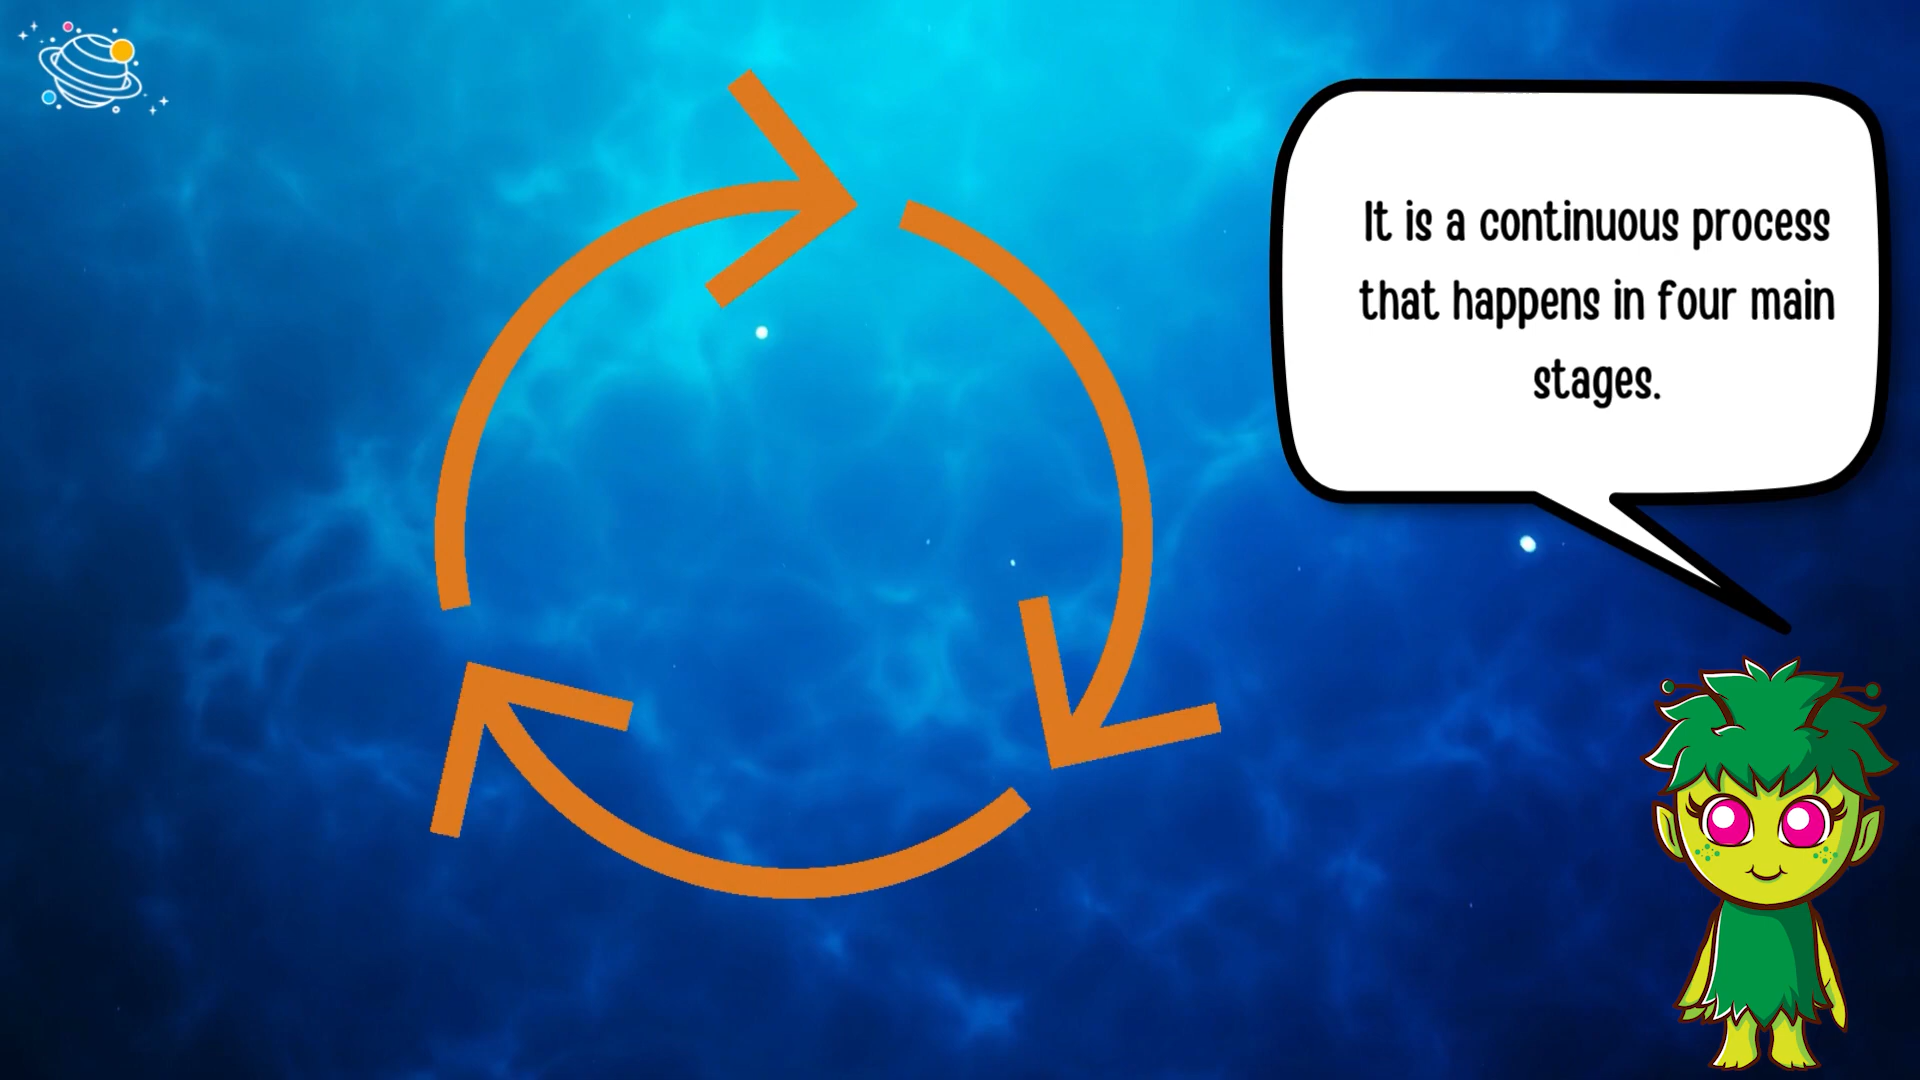 It is a continuous process
that happens in four main
stages.